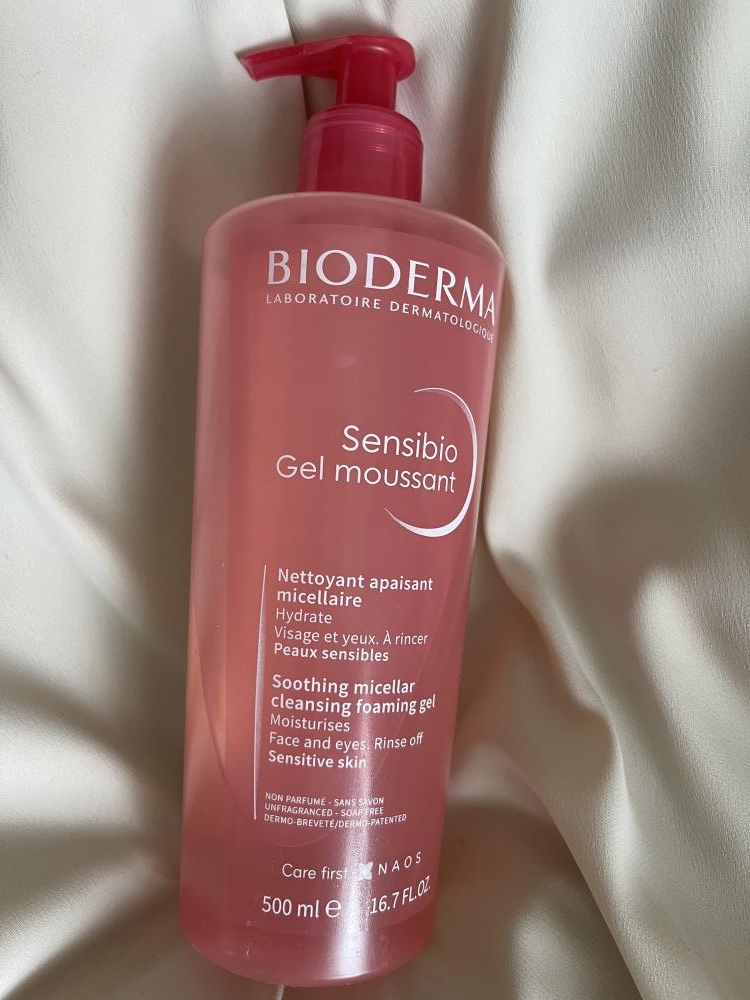 BIODERMA
LABORATOIRE DERMATOLOGIQUE
Sensibio
Gel moussant
Nettoyant apaisant
micellaire
Hydrate
Visage et yeux. À rincer
Peaux sensibles
Soothing micellar
cleansing foaming gel
Moisturises
Face and eyes. Rinse off
Sensitive skin
NON PARFUMÉ - SANS SAVON
UNFRAGRANCED - SOAP FREE
DERMO-BREVETÉ/DERMO-PATENTED
Care first NAOS
500 ml e 16.7 FL.OZ.